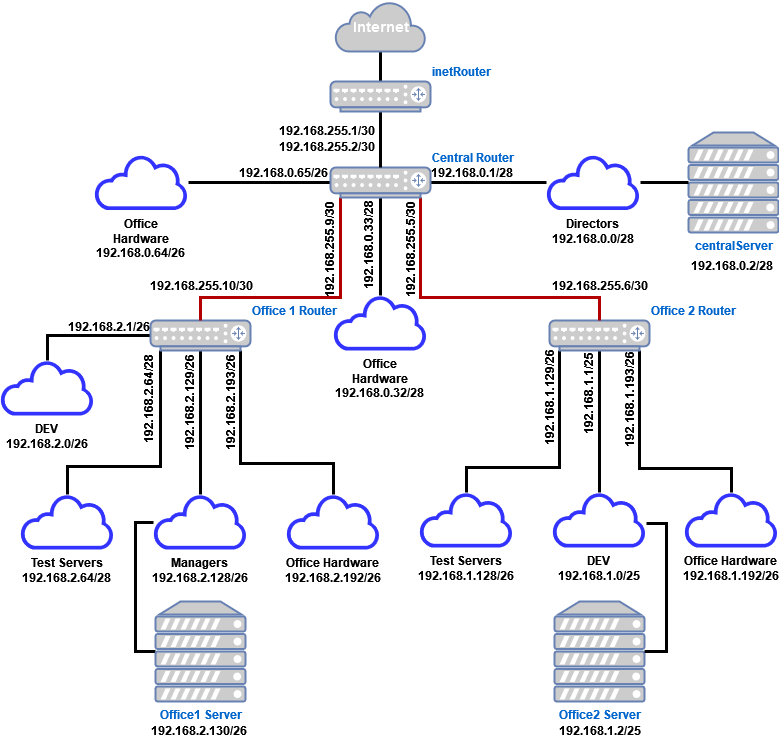 Internet
inetRouter
192.168.255.1/30
192.168.255.2/30
Central Router
192.168.0.65/26
192.168.0.1/28
Office
Hardware
192.168.0.64/26
192.168.255.9/30
192.168.0.33/28
192.168.255.5/30
Directors
192.168.0.0/28
centralServer
192.168.0.2/28
192.168.255.10/30
192.168.255.6/30
Office 1 Router
Office 2 Router
192.168.2.1/26
Office
Hardware
192.168.0.32/28
DEV
192.168.2.0/26
192.168.2.64/28
192.168.2.129/26
192.168.2.193/26
192.168.1.129/26
192.168.1.1/25
192.168.1.193/26
Test Servers
192.168.2.64/28
Managers
192.168.2.128/26
Office Hardware
192.168.2.192/26
Test Servers
192.168.1.128/26
DEV
192.168.1.0/25
Office Hardware
192.168.1.192/26
Office1 Server
192.168.2.130/26
Office2 Server
192.168.1.2/25